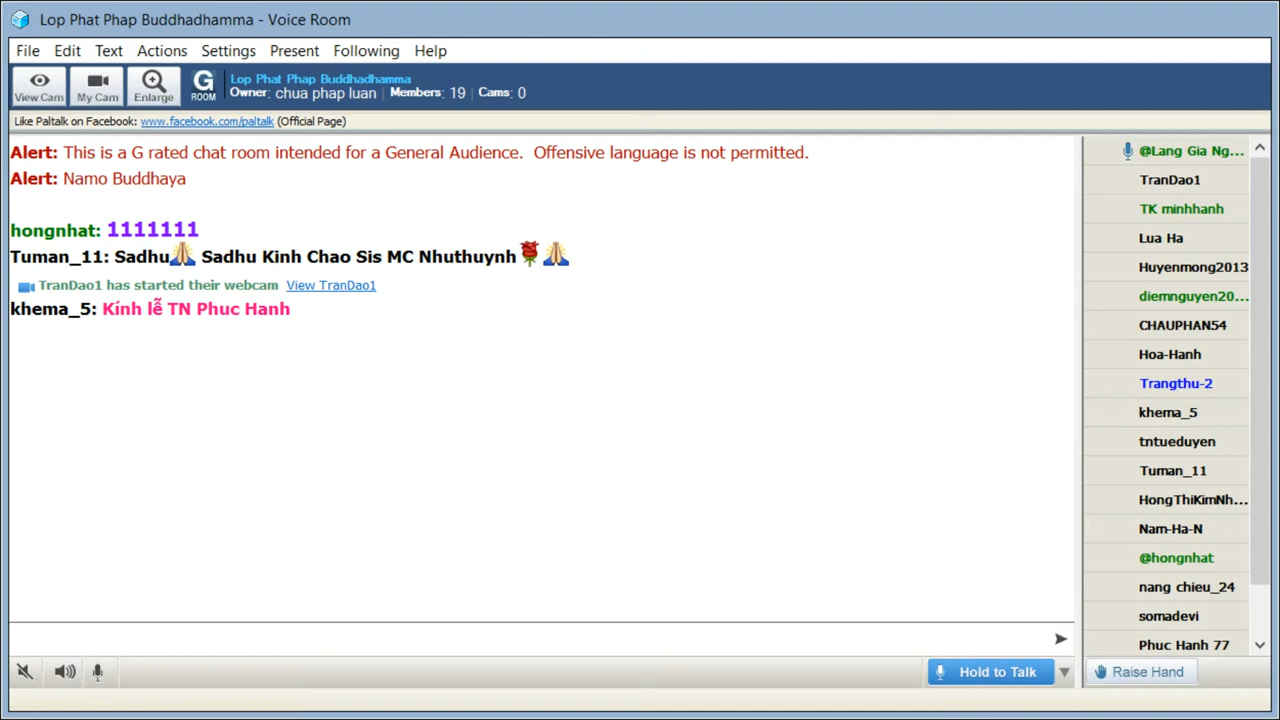 Lop Phat Phap Buddhadhamma - Voice Room
File Edit Text Actions Settings Present Following Help
View Cam My Cam Enlarge G ROOM
Lop Phat Phap Buddhadhamma
Owner: chua phap luan | Members: 19 | Cams: 0
Like Paltalk on Facebook: www.facebook.com/paltalk (Official Page)
Alert: This is a G rated chat room intended for a General Audience. Offensive language is not permitted.
Alert: Namo Buddhaya
hongnhat: 1111111
Tuman_11: Sadhu🙏 Sadhu Kinh Chao Sis MC Nhuthuynh🌹🙏
TranDao1 has started their webcam View TranDao1
khema_5: Kính lễ TN Phuc Hanh
@Lang Gia Ng...
TranDao1
TK minhhanh
Lua Ha
Huyenmong2013
diemnguyen20...
CHAUPHAN54
Hoa-Hanh
Trangthu-2
khema_5
tntueduyen
Tuman_11
HongThiKimNh...
Nam-Ha-N
@hongnhat
nang chieu_24
somadevi
Phuc Hanh 77
Hold to Talk
Raise Hand